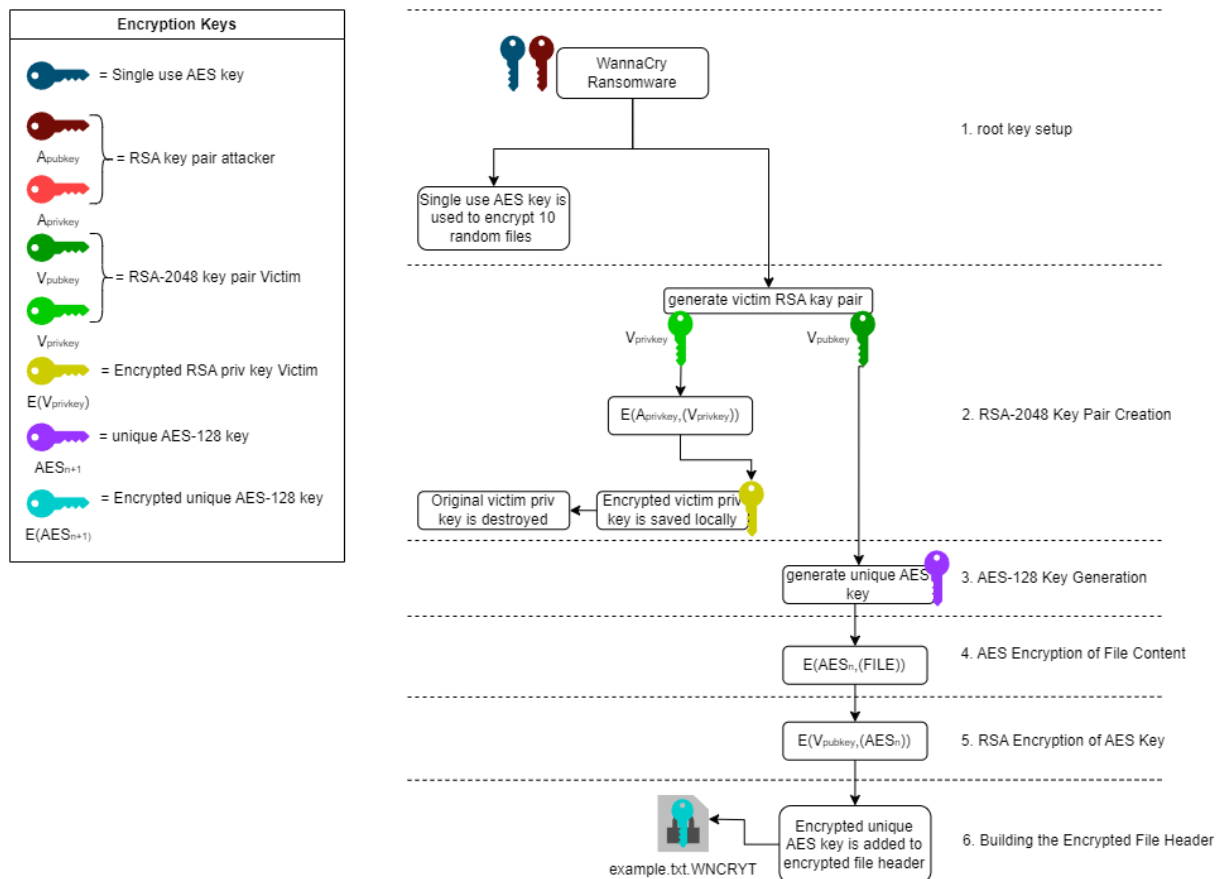 Encryption Keys
= Single use AES key
Apubkey
= RSA key pair attacker
Aprivkey
Vpubkey
= RSA-2048 key pair Victim
Vprivkey
= Encrypted RSA priv key Victim
E(Vprivkey)
= unique AES-128 key
AESn+1
= Encrypted unique AES-128 key
E(AESn+1)
WannaCry
Ransomware
1. root key setup
Single use AES key is
used to encrypt 10
random files
generate victim RSA kay pair
Vprivkey
Vpubkey
E(Aprivkey,(Vprivkey))
2. RSA-2048 Key Pair Creation
Original victim priv
key is destroyed
Encrypted victim priv
key is saved locally
generate unique AES
key
3. AES-128 Key Generation
E(AESn,(FILE))
4. AES Encryption of File Content
E(Vpubkey,(AESn))
5. RSA Encryption of AES Key
Encrypted unique
AES key is added to
encrypted file header
6. Building the Encrypted File Header
example.txt.WNCRYT